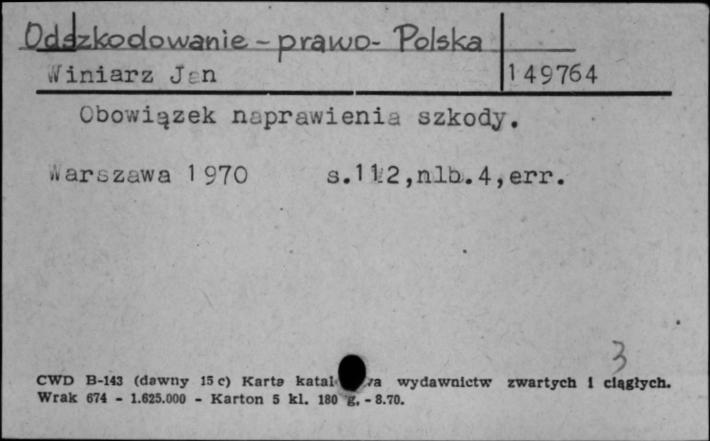 Odszkodowanie - prawo - Polska
Winiarz Jan
149764
Obowiązek naprawienia szkody.
Warszawa 1970 s.112,nlb.4,err.
3
CWD B-143 (dawny 15 c) Karta wydawnictw zwartych i ciągłych.
Wrak 674 - 1.625.000 - Karton 5 kl. 180 g. - 8.70.